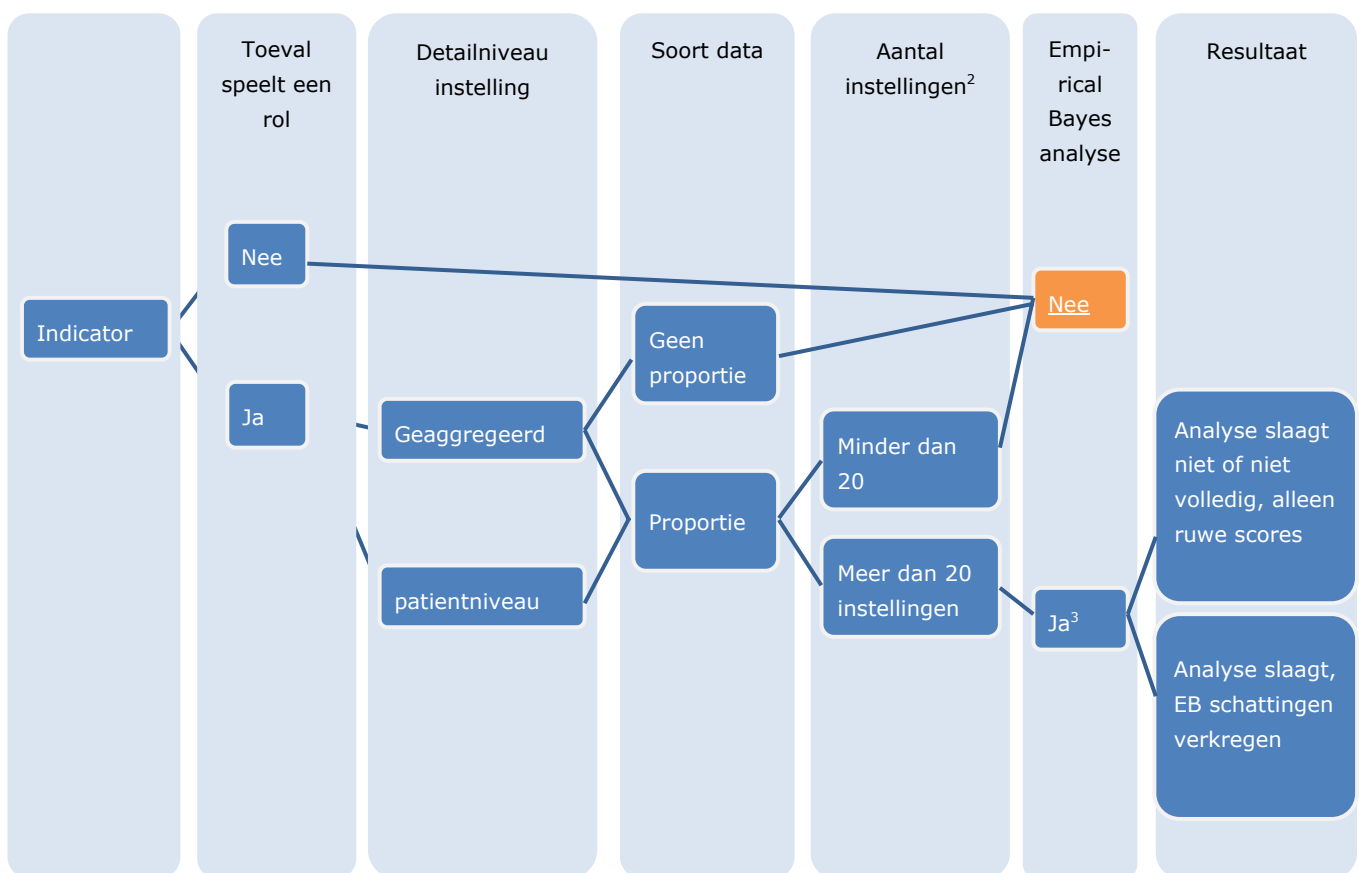 Toeval
speelt een
rol
Detailniveau
instelling
Soort data
Aantal
instellingen²
Empi-
rical
Bayes
analyse
Resultaat
Indicator
Nee
Ja
Geaggregeerd
patientniveau
Geen
proportie
Proportie
Minder dan
20
Meer dan 20
instellingen
Nee
Ja³
Analyse slaagt
niet of niet
volledig, alleen
ruwe scores
Analyse slaagt,
EB schattingen
verkregen